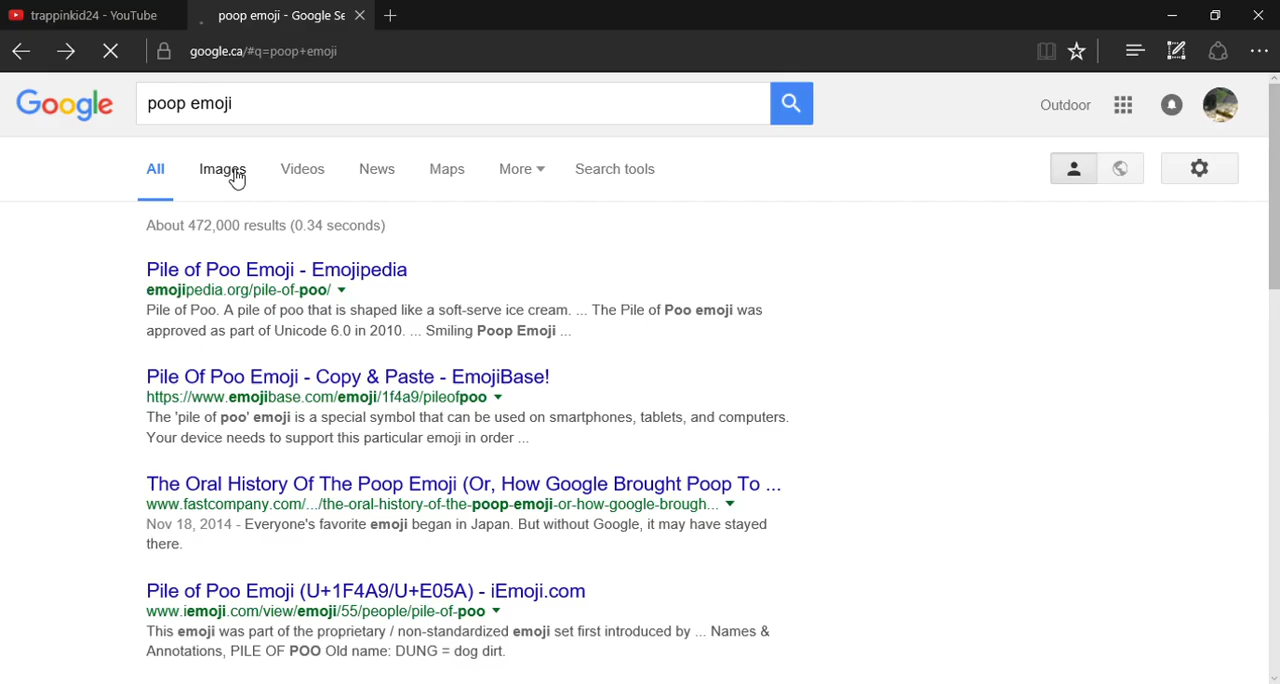 trappinkid24 - YouTube
poop emoji - Google Se
google.ca/#q=poop+emoji
Google
poop emoji
Outdoor
All Images Videos News Maps More Search tools
About 472,000 results (0.34 seconds)
Pile of Poo Emoji - Emojipedia
emojipedia.org/pile-of-poo/
Pile of Poo. A pile of poo that is shaped like a soft-serve ice cream. ... The Pile of Poo emoji was
approved as part of Unicode 6.0 in 2010. ... Smiling Poop Emoji ...
Pile Of Poo Emoji - Copy & Paste - EmojiBase!
https://www.emojibase.com/emoji/1f4a9/pileofpoo
The 'pile of poo' emoji is a special symbol that can be used on smartphones, tablets, and computers.
Your device needs to support this particular emoji in order ...
The Oral History Of The Poop Emoji (Or, How Google Brought Poop To ...
www.fastcompany.com/.../the-oral-history-of-the-poop-emoji-or-how-google-brough...
Nov 18, 2014 - Everyone's favorite emoji began in Japan. But without Google, it may have stayed
there.
Pile of Poo Emoji (U+1F4A9/U+E05A) - iEmoji.com
www.iemoji.com/view/emoji/55/people/pile-of-poo
This emoji was part of the proprietary / non-standardized emoji set first introduced by ... Names &
Annotations, PILE OF POO Old name: DUNG = dog dirt.